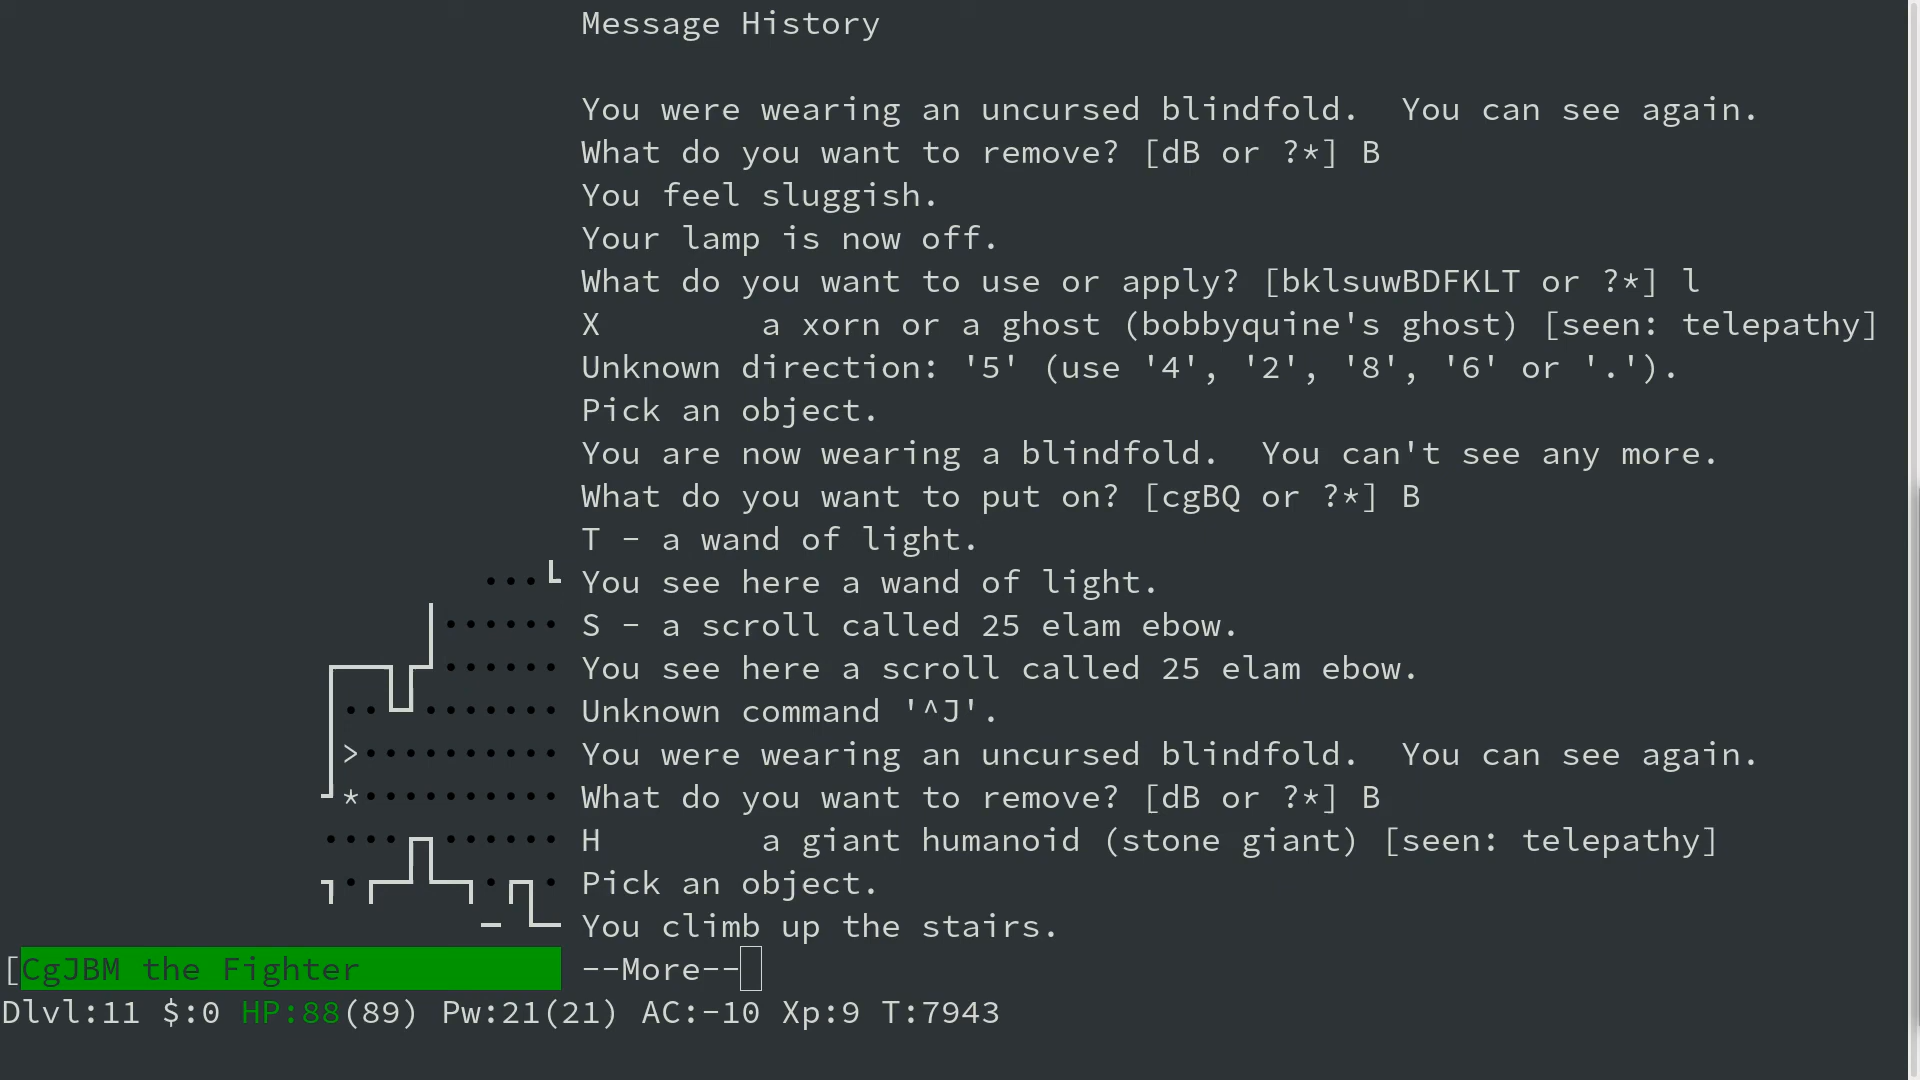 Message History
You were wearing an uncursed blindfold.  You can see again.
What do you want to remove? [dB or ?*] B
You feel sluggish.
Your lamp is now off.
What do you want to use or apply? [bklsuwBDFKLT or ?*] l
X        a xorn or a ghost (bobbyquine's ghost) [seen: telepathy]
Unknown direction: '5' (use '4', '2', '8', '6' or '.').
Pick an object.
You are now wearing a blindfold.  You can't see any more.
What do you want to put on? [cgBQ or ?*] B
T - a wand of light.
You see here a wand of light.
S - a scroll called 25 elam ebow.
You see here a scroll called 25 elam ebow.
Unknown command '^J'.
> You were wearing an uncursed blindfold.  You can see again.
* What do you want to remove? [dB or ?*] B
H        a giant humanoid (stone giant) [seen: telepathy]
Pick an object.
You climb up the stairs.
[CgJBM the Fighter --More--
Dlvl:11 $:0 HP:88(89) Pw:21(21) AC:-10 Xp:9 T:7943